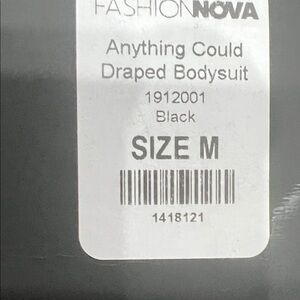 FASHIONNOVA
Anything Could
Draped Bodysuit
1912001
Black
SIZE M
1418121